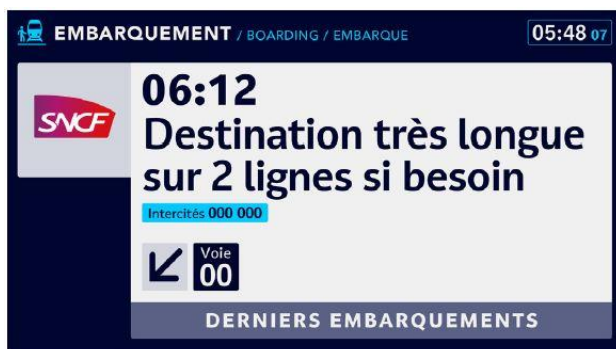 EMBARQUEMENT / BOARDING / EMBARQUE
05:48 07
SNCF
06:12
Destination très longue
sur 2 lignes si besoin
Intercités 000 000
Voie
00
DERNIERS EMBARQUEMENTS